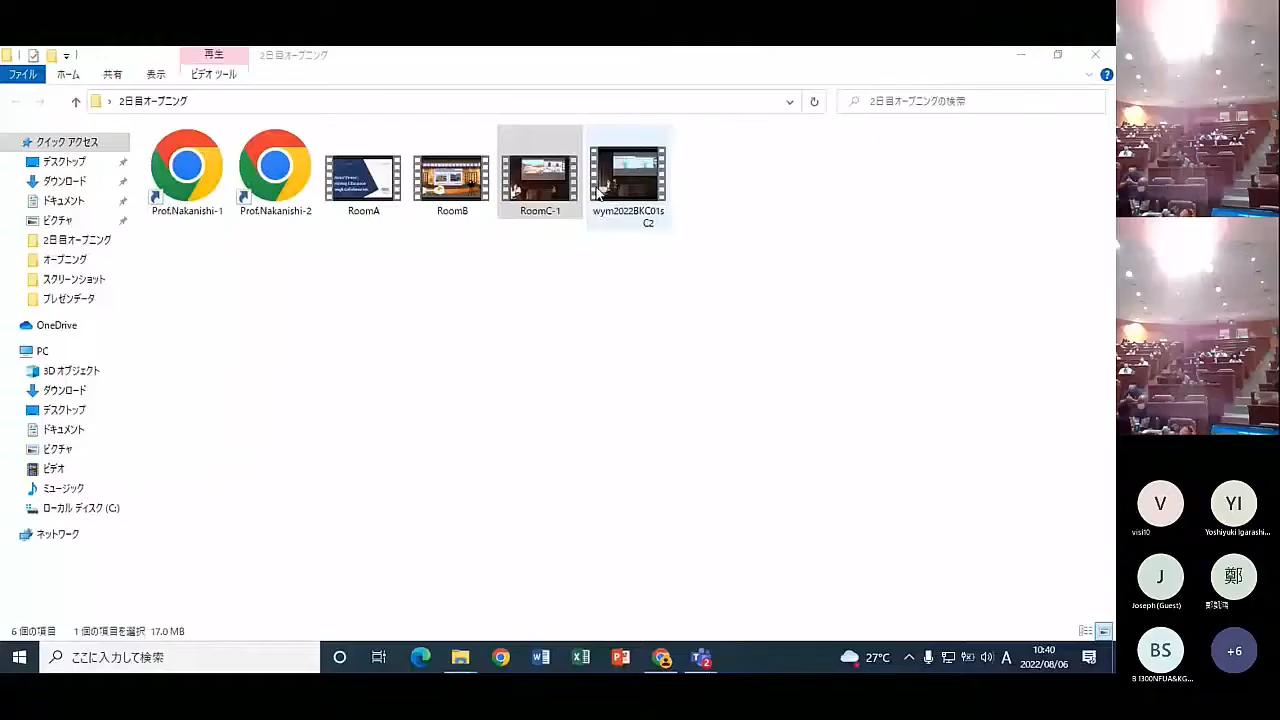 再生
2日目オープニング
ファイル
ホーム
共有
表示
ビデオ ツール
2日目オープニング
2日目オープニングの検索
クイック アクセス
デスクトップ
ダウンロード
ドキュメント
ピクチャ
2日目オープニング
オープニング
スクリーンショット
プレゼンデータ
OneDrive
PC
3D オブジェクト
ダウンロード
デスクトップ
ドキュメント
ピクチャ
ビデオ
ミュージック
ローカル ディスク (C:)
ネットワーク
Prof.Nakanishi-1
Prof.Nakanishi-2
RoomA
RoomB
RoomC-1
wym2022BKC01s
C2
6 個の項目
1 個の項目を選択 17.0 MB
ここに入力して検索
27°C
A
10:40
2022/08/06
V
visi10
YI
Yoshiyuki Igarashi...
J
Joseph (Guest)
鄭
BS
B I300NFUA&KG...
+6